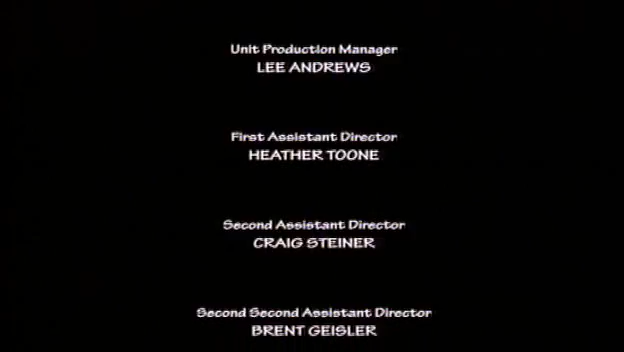 Unit Production Manager
LEE ANDREWS
First Assistant Director
HEATHER TOONE
Second Assistant Director
CRAIG STEINER
Second Second Assistant Director
BRENT GEISLER